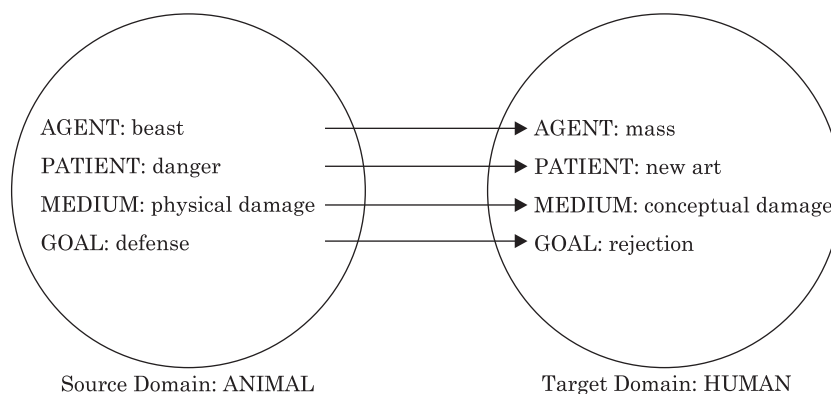 AGENT: beast
PATIENT: danger
MEDIUM: physical damage
GOAL: defense
Source Domain: ANIMAL
AGENT: mass
PATIENT: new art
MEDIUM: conceptual damage
GOAL: rejection
Target Domain: HUMAN